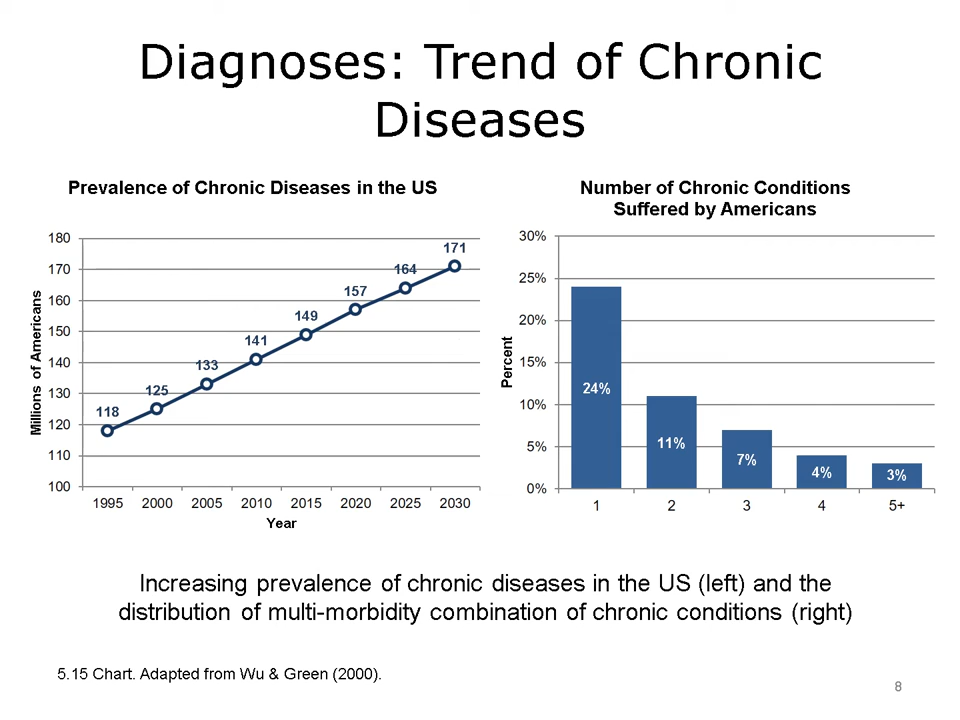 Diagnoses: Trend of Chronic
Diseases
Prevalence of Chronic Diseases in the US
180
170
160
150
140
130
120
110
100
Millions of Americans
118
125
133
141
149
157
164
171
1995 2000 2005 2010 2015 2020 2025 2030
Year
Number of Chronic Conditions
Suffered by Americans
30%
25%
20%
15%
10%
5%
0%
Percent
24%
11%
7%
4%
3%
1 2 3 4 5+
Increasing prevalence of chronic diseases in the US (left) and the
distribution of multi-morbidity combination of chronic conditions (right)
5.15 Chart. Adapted from Wu & Green (2000).
8